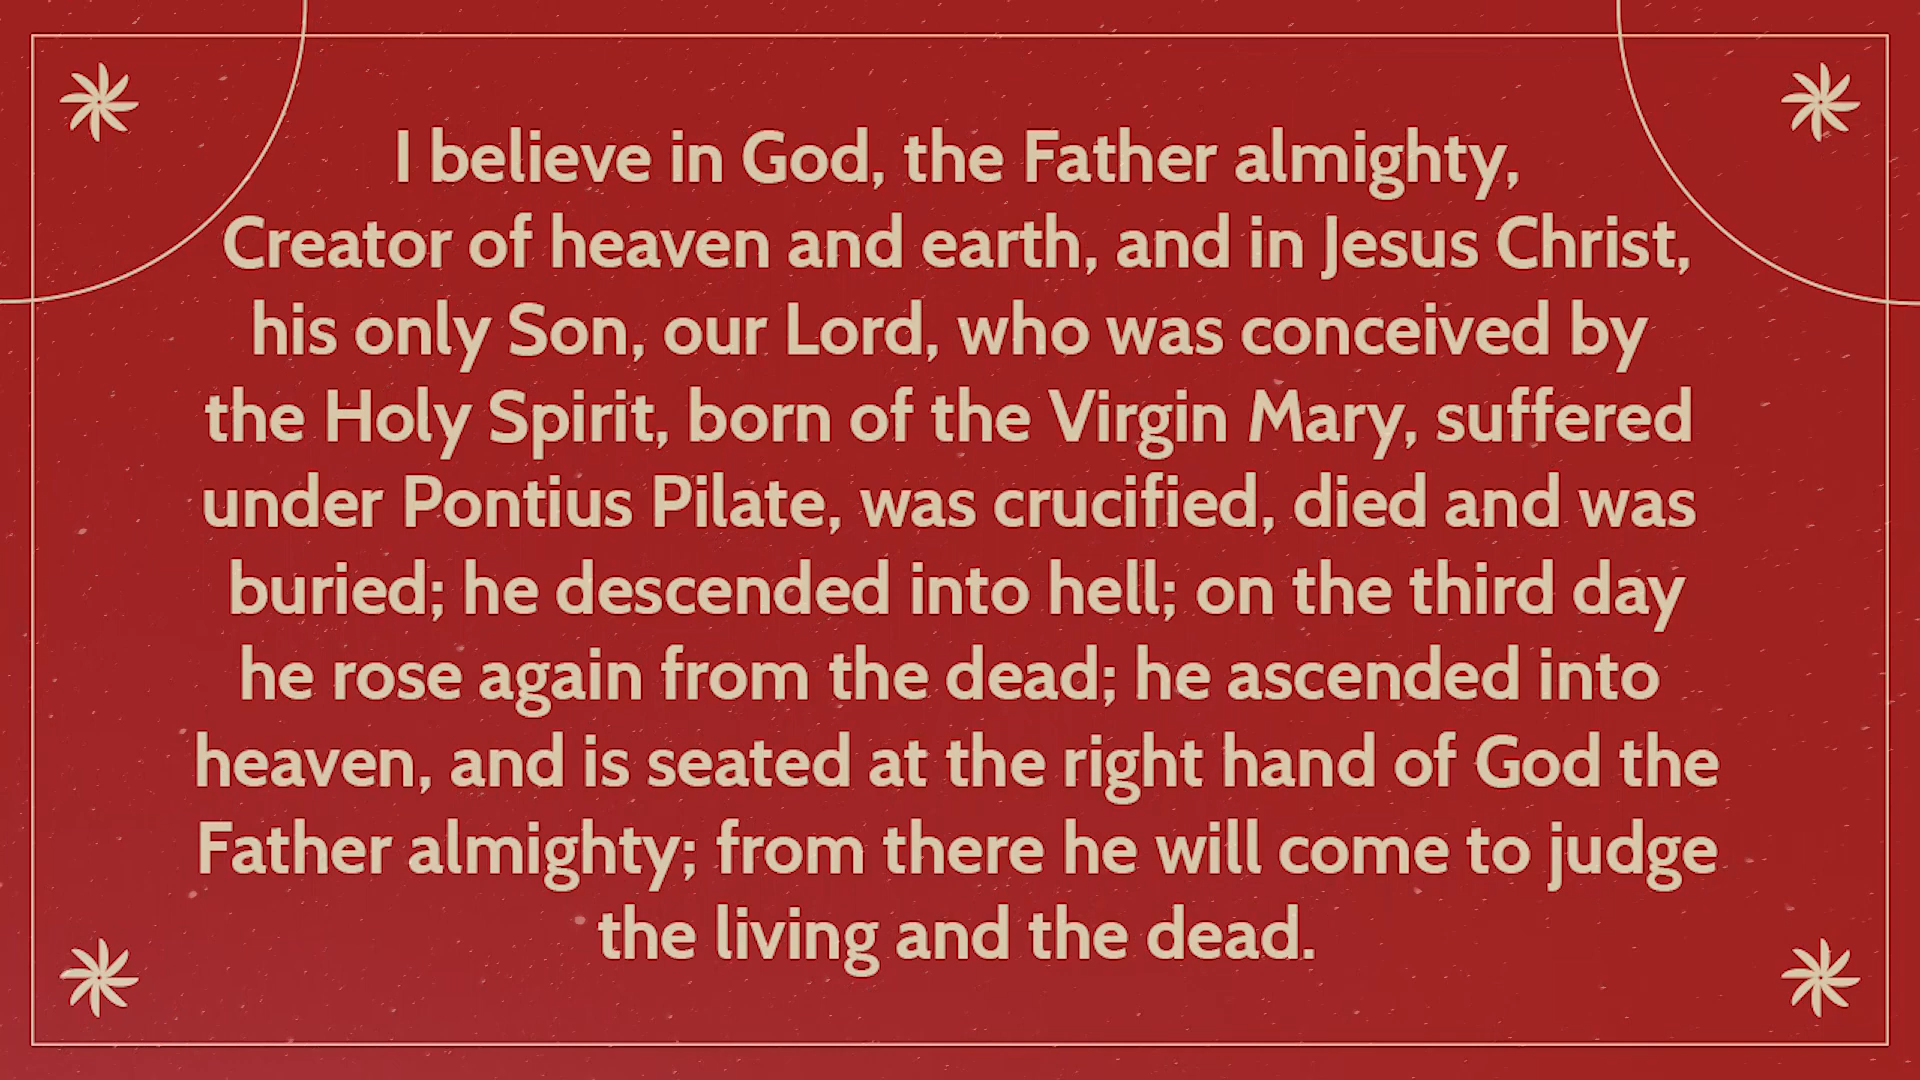 I believe in God, the Father almighty,
Creator of heaven and earth, and in Jesus Christ,
his only Son, our Lord, who was conceived by
the Holy Spirit, born of the Virgin Mary, suffered
under Pontius Pilate, was crucified, died and was
buried; he descended into hell; on the third day
he rose again from the dead; he ascended into
heaven, and is seated at the right hand of God the
Father almighty; from there he will come to judge
the living and the dead.